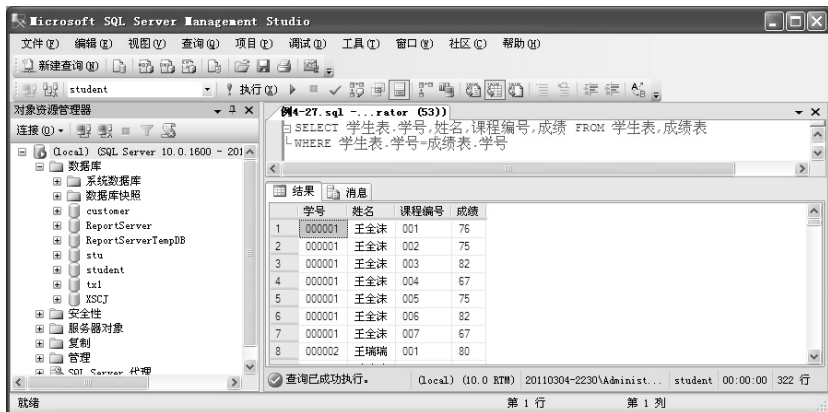 Microsoft SQL Server Management Studio
文件(F) 编辑(E) 视图(V) 查询(Q) 项目(P) 调试(D) 工具(T) 窗口(W) 社区(C) 帮助(H)
新建查询(N)
student 执行(X)
对象资源管理器
连接(O)
(local) (SQL Server 10.0.1600 - 201
数据库
系统数据库
数据库快照
customer
ReportServer
ReportServerTempDB
stu
student
tx1
XSCJ
安全性
服务器对象
复制
管理
SQL Server 代理
例4-27.sql -...rator (53))
SELECT 学生表.学号,姓名,课程编号,成绩 FROM 学生表,成绩表
WHERE 学生表.学号=成绩表.学号
结果 消息
学号 姓名 课程编号 成绩
1 000001 王全沫 001 76
2 000001 王全沫 002 75
3 000001 王全沫 003 82
4 000001 王全沫 004 67
5 000001 王全沫 005 75
6 000001 王全沫 006 82
7 000001 王全沫 007 67
8 000002 王瑞瑞 001 80
查询已成功执行。 (local) (10.0 RTM) 20110304-2230\Administ... student 00:00:00 322 行
就绪 第 1 行 第 1 列